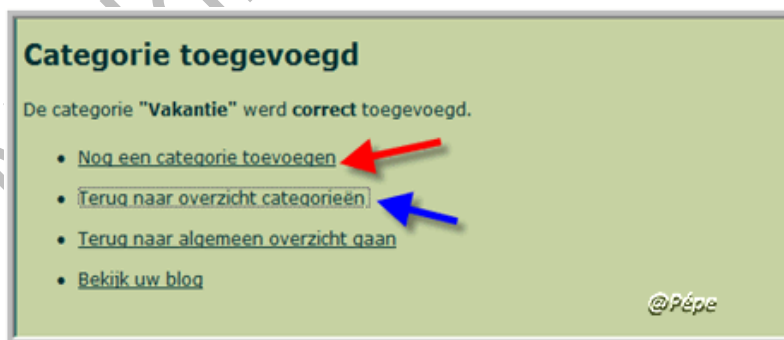 Categorie toegevoegd
De categorie "Vakantie" werd correct toegevoegd.
Nog een categorie toevoegen
Terug naar overzicht categorieën
Terug naar algemeen overzicht gaan
Bekijk uw blog
@Pépe